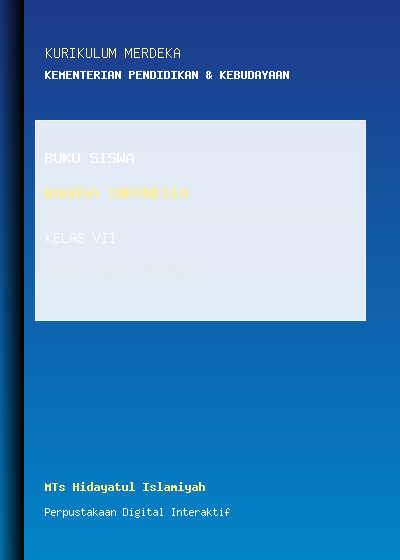 KURIKULUM MERDEKA
KEMENTERIAN PENDIDIKAN & KEBUDAYAAN
BUKU SISWA
BAHASA INDONESIA
KELAS VII
MTs Hidayatul Islamiyah
Perpustakaan Digital Interaktif